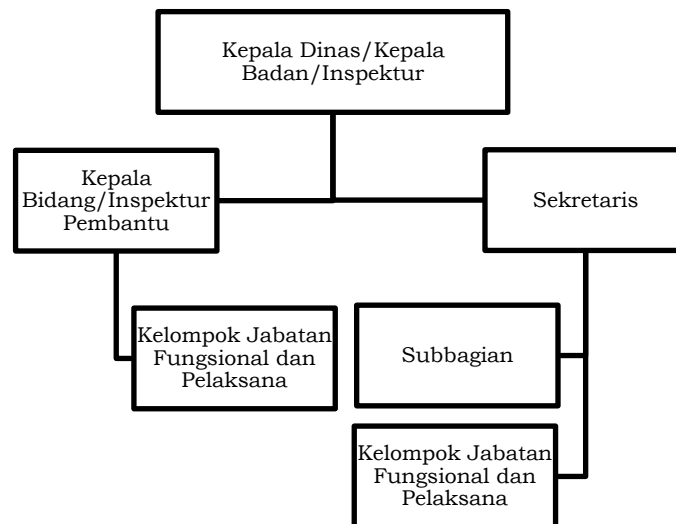 Kepala Dinas/Kepala
Badan/Inspektur
Kepala
Bidang/Inspektur
Pembantu
Sekretaris
Kelompok Jabatan
Fungsional dan
Pelaksana
Subbagian
Kelompok Jabatan
Fungsional dan
Pelaksana